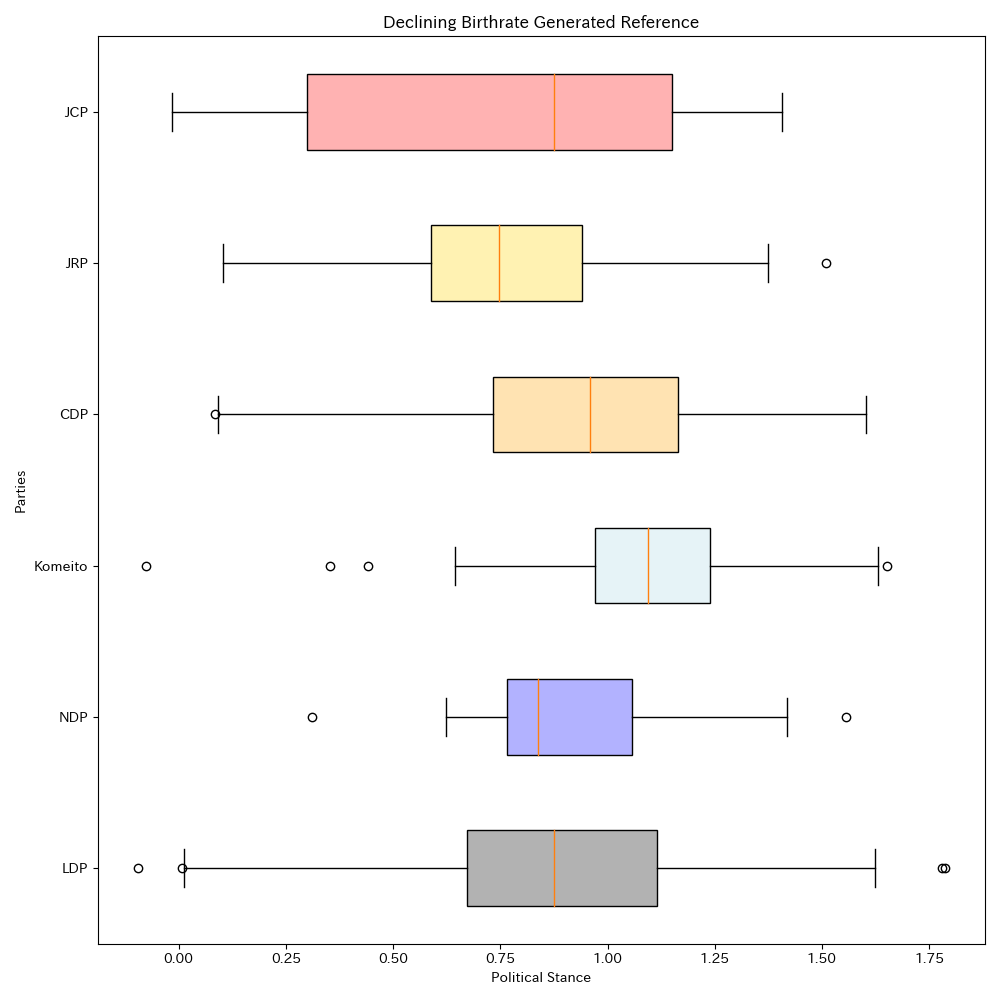 Declining Birthrate Generated Reference
JCP
JRP
CDP
Komeito
NDP
LDP
Parties
0.00 0.25 0.50 0.75 1.00 1.25 1.50 1.75
Political Stance